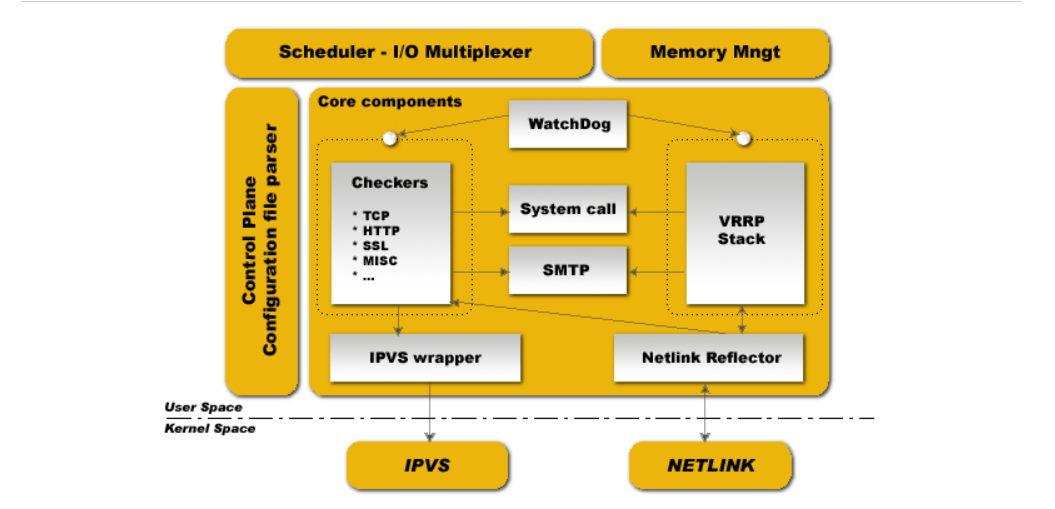 Scheduler - I/O Multiplexer
Memory Mngt
Control Plane
Configuration file parser
Core components
WatchDog
Checkers
* TCP
* HTTP
* SSL
* MISC
* ...
System call
SMTP
VRRP
Stack
IPVS wrapper
Netlink Reflector
User Space
Kernel Space
IPVS
NETLINK